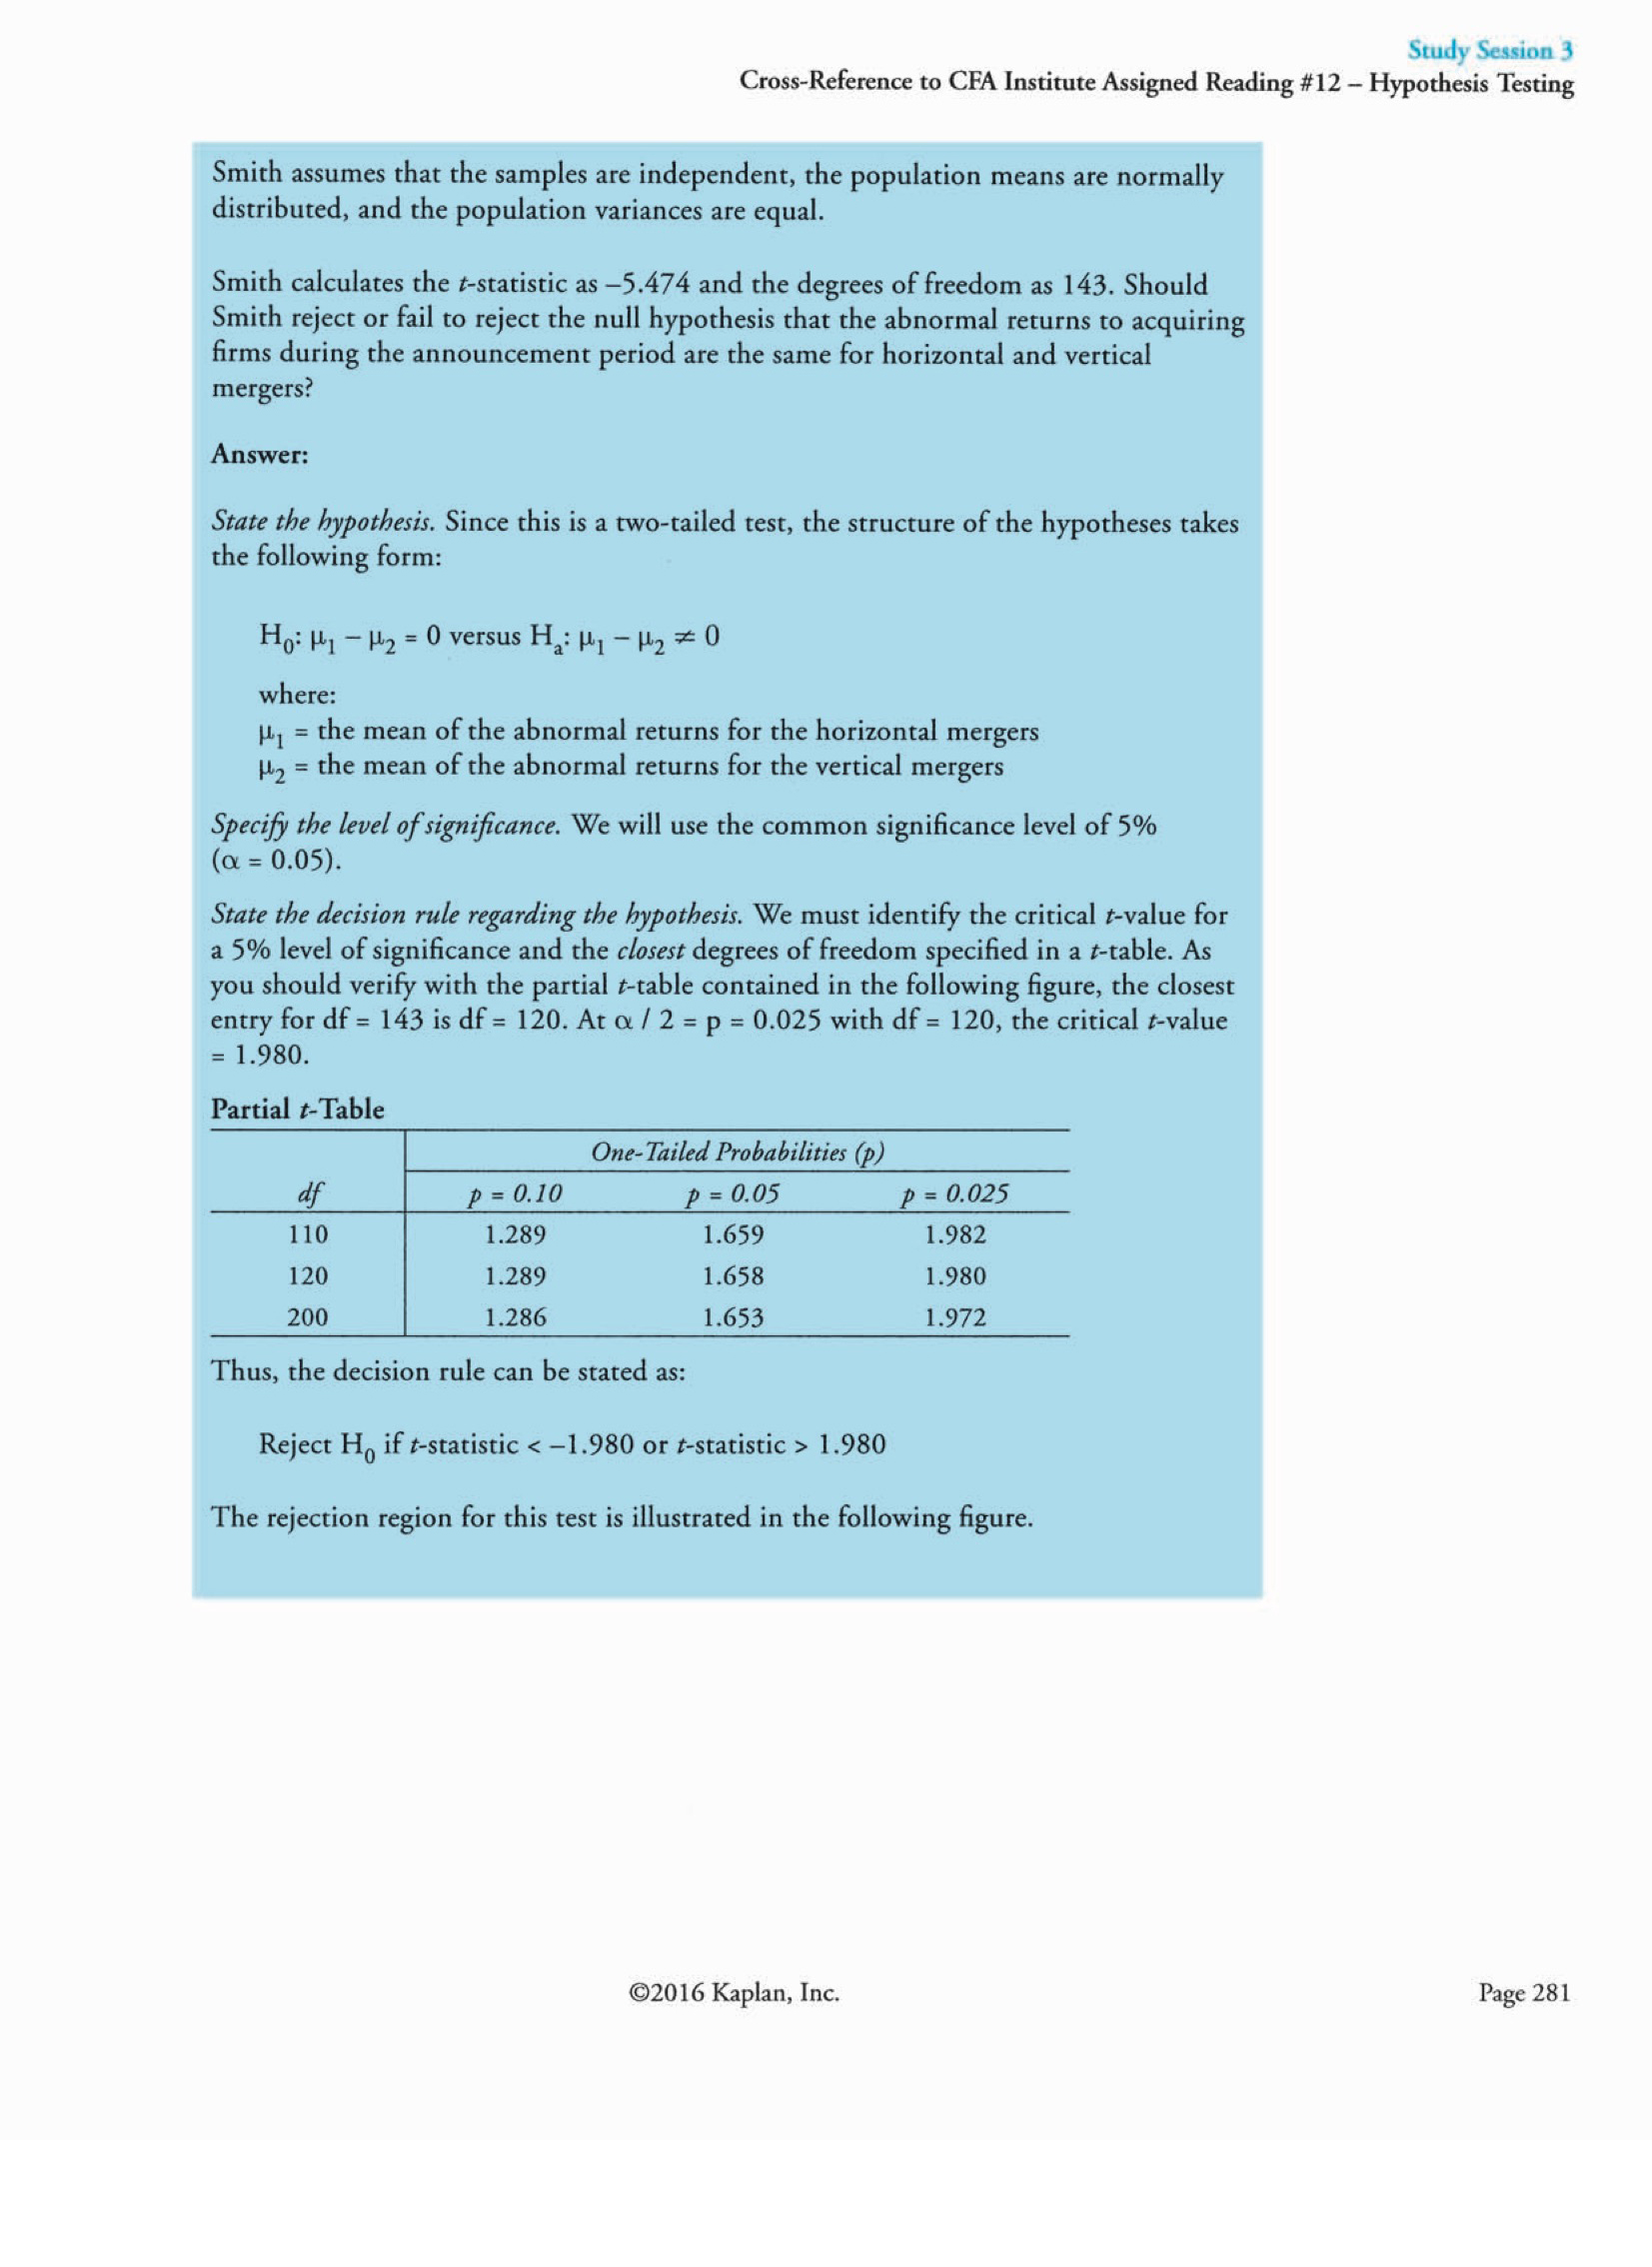 Study Session 3
Cross-Reference to CFA Institute Assigned Reading #12 – Hypothesis Testing
Smith assumes that the samples are independent, the population means are normally
distributed, and the population variances are equal.
Smith calculates the t-statistic as –5.474 and the degrees of freedom as 143. Should
Smith reject or fail to reject the null hypothesis that the abnormal returns to acquiring
firms during the announcement period are the same for horizontal and vertical
mergers?
Answer:
State the hypothesis. Since this is a two-tailed test, the structure of the hypotheses takes
the following form:
H₀: μ₁ – μ₂ = 0 versus Hₐ: μ₁ – μ₂ ≠ 0
where:
μ₁ = the mean of the abnormal returns for the horizontal mergers
μ₂ = the mean of the abnormal returns for the vertical mergers
Specify the level of significance. We will use the common significance level of 5%
(α = 0.05).
State the decision rule regarding the hypothesis. We must identify the critical t-value for
a 5% level of significance and the closest degrees of freedom specified in a t-table. As
you should verify with the partial t-table contained in the following figure, the closest
entry for df = 143 is df = 120. At α / 2 = p = 0.025 with df = 120, the critical t-value
= 1.980.
Partial t-Table
One-Tailed Probabilities (p)
df p = 0.10 p = 0.05 p = 0.025
110 1.289 1.659 1.982
120 1.289 1.658 1.980
200 1.286 1.653 1.972
Thus, the decision rule can be stated as:
Reject H₀ if t-statistic < –1.980 or t-statistic > 1.980
The rejection region for this test is illustrated in the following figure.
©2016 Kaplan, Inc.
Page 281